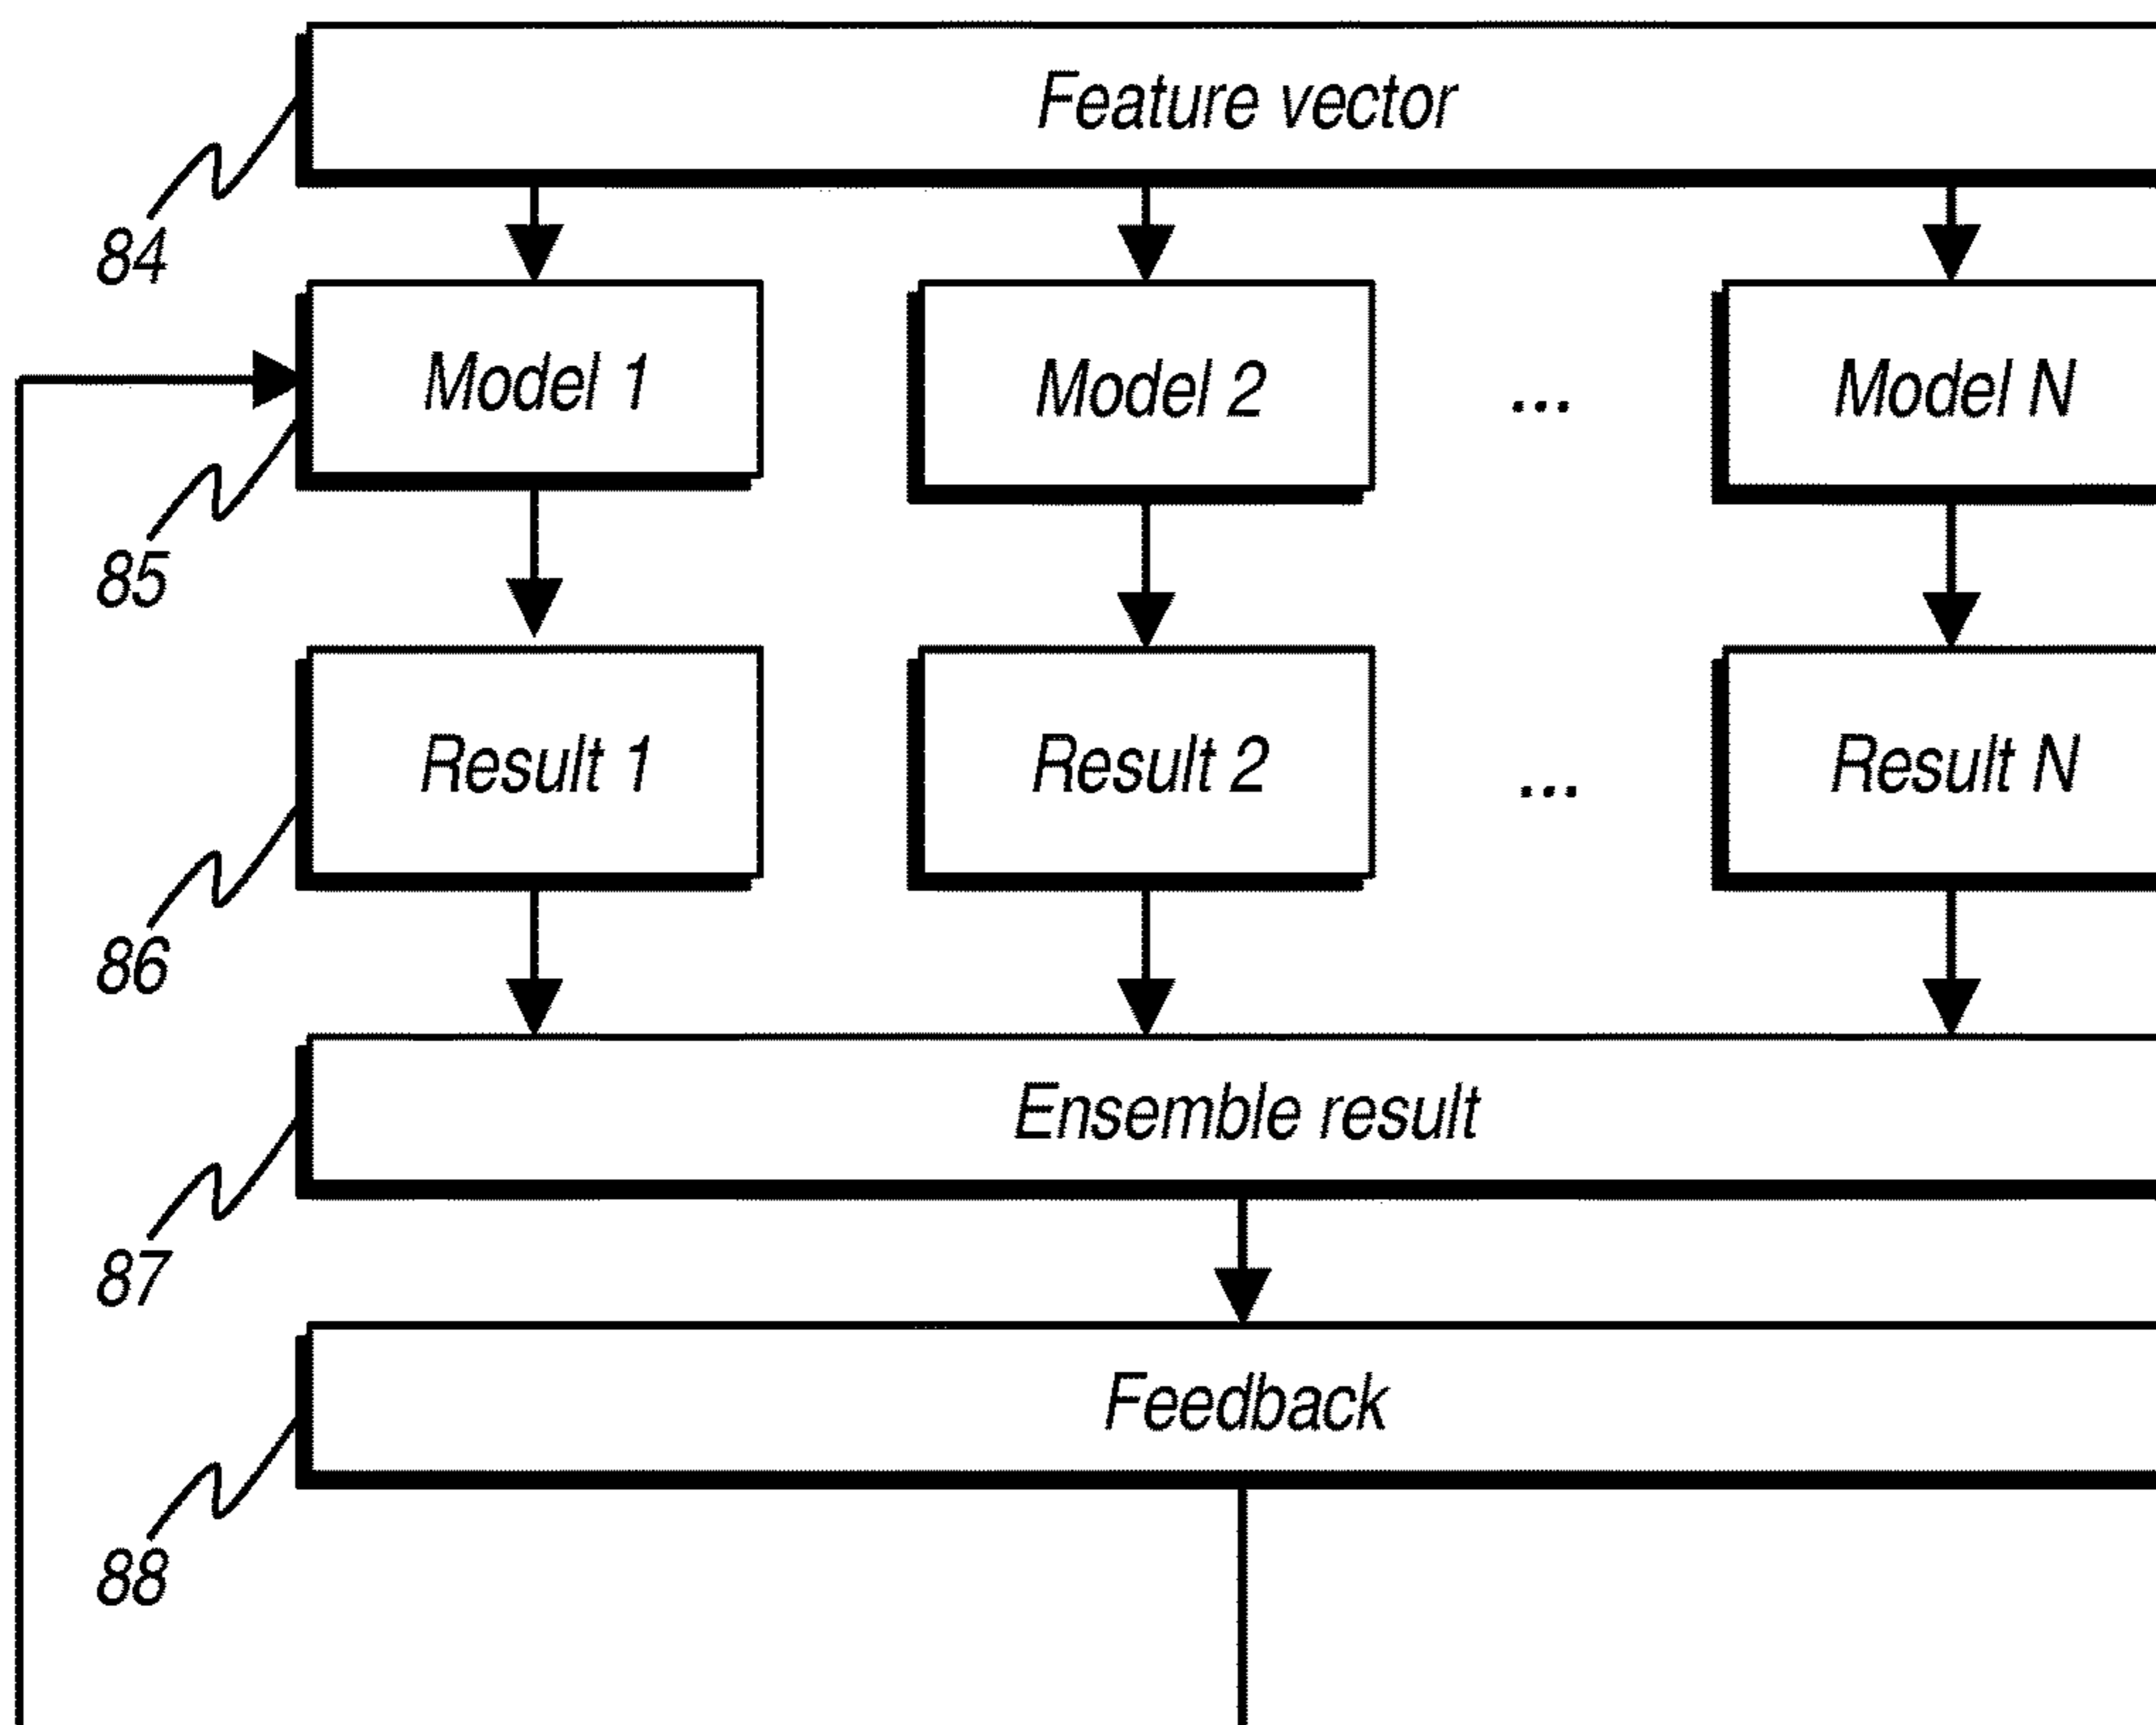 Feature vector
84
Model 1
Model 2
...
Model N
85
Result 1
Result 2
...
Result N
86
Ensemble result
87
Feedback
88